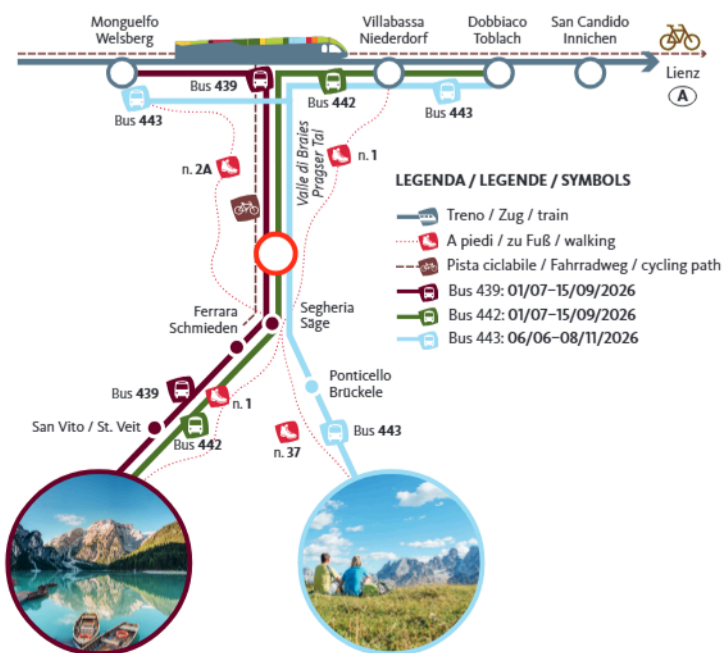 Monguelfo
Welsberg
Villabassa
Niederdorf
Dobbiaco
Toblach
San Candido
Innichen
Lienz
A
Bus 439
Bus 442
Bus 443
Bus 443
n. 2A
Valle di Braies
Pragser Tal
n. 1
LEGENDA / LEGENDE / SYMBOLS
Treno / Zug / train
A piedi / zu Fuß / walking
Pista ciclabile / Fahrradweg / cycling path
Bus 439: 01/07–15/09/2026
Bus 442: 01/07–15/09/2026
Bus 443: 06/06–08/11/2026
Ferrara
Schmieden
Segheria
Säge
Ponticello
Brückele
Bus 439
n. 1
San Vito / St. Veit
Bus 442
n. 37
Bus 443